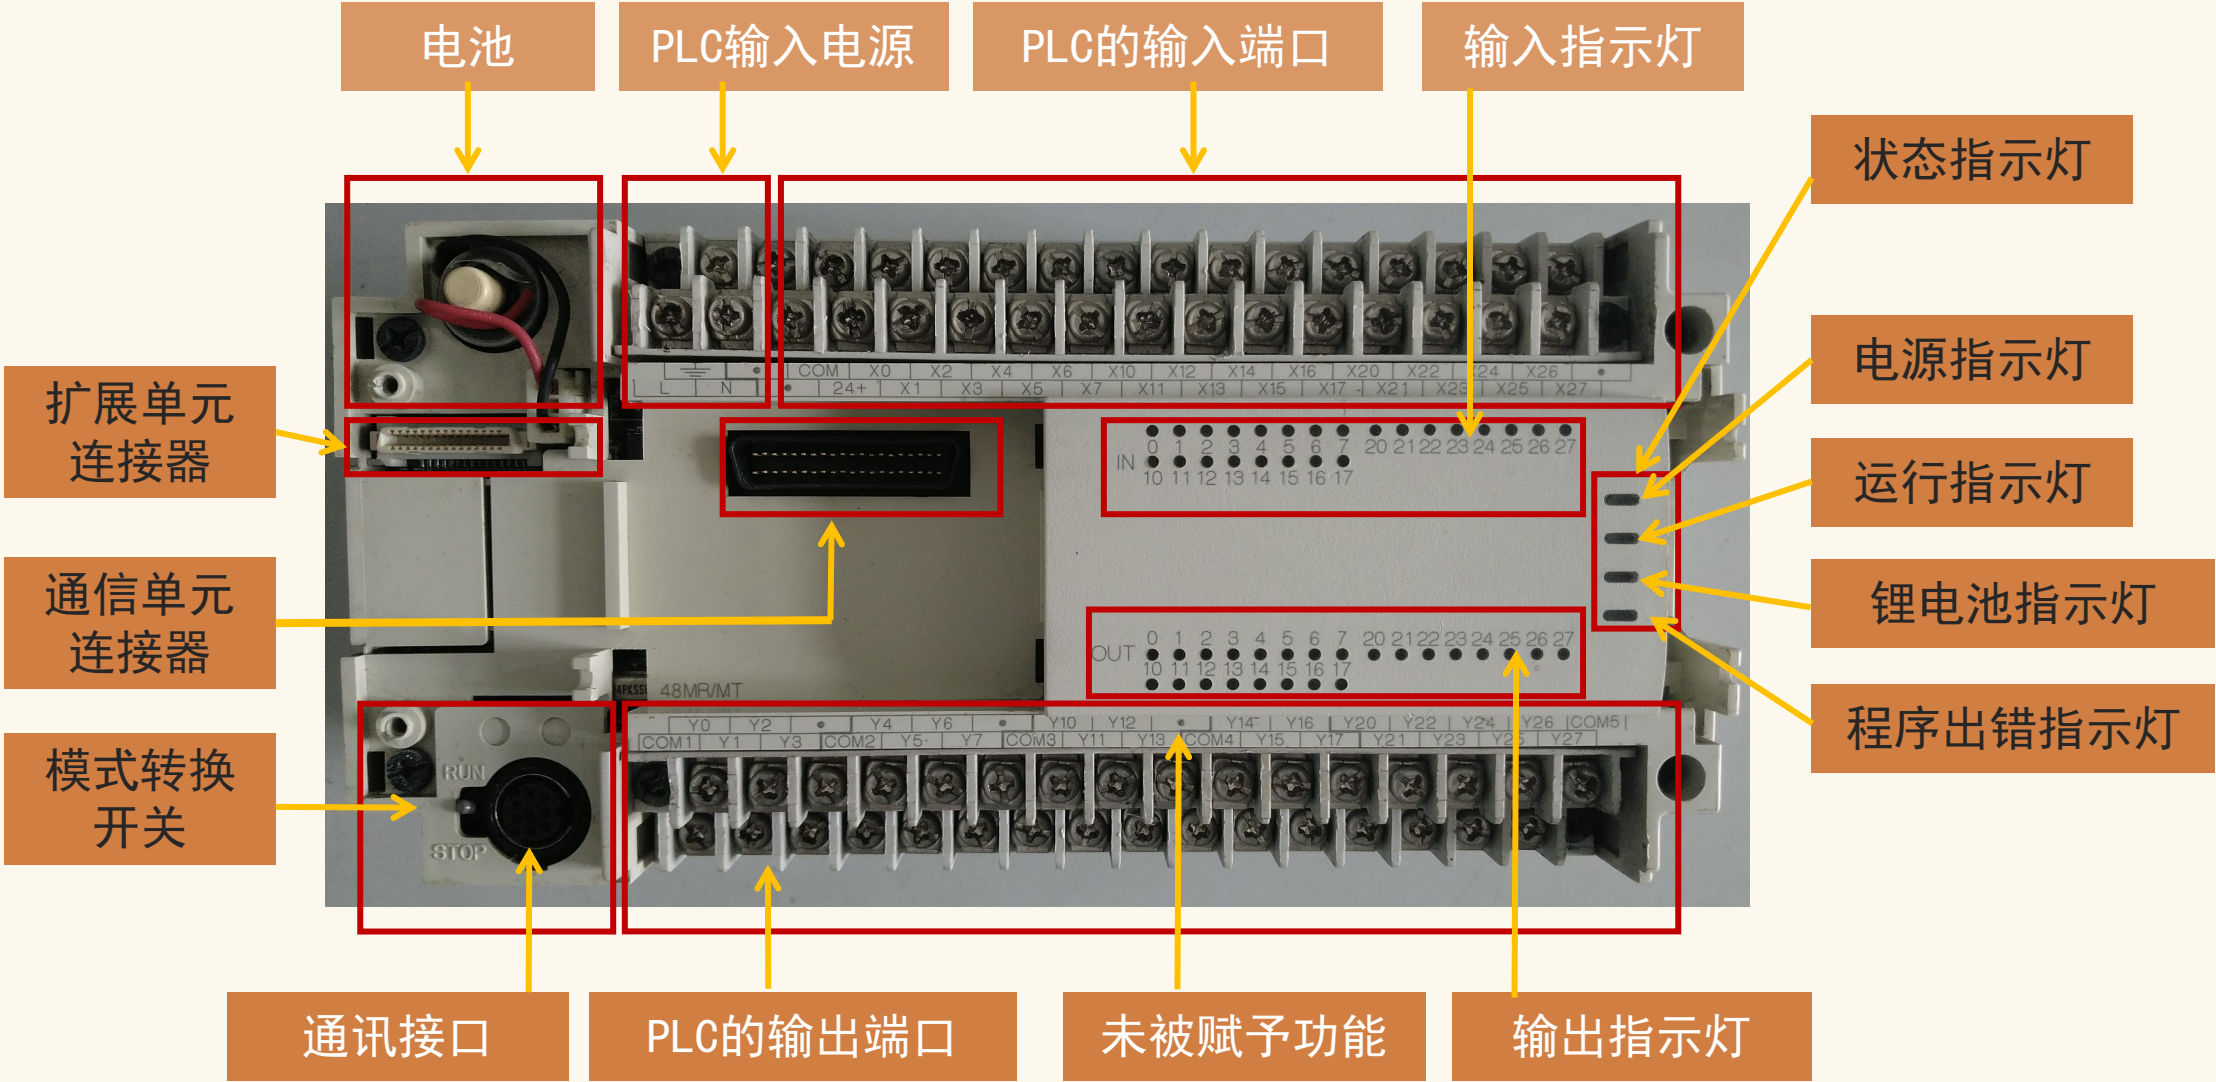 电池
PLC输入电源
PLC的输入端口
输入指示灯
状态指示灯
电源指示灯
运行指示灯
锂电池指示灯
程序出错指示灯
扩展单元
连接器
通信单元
连接器
模式转换
开关
COM X0 X2 X4 X6 X10 X12 X14 X16 X20 X22 X24 X26
L N 24+ X1 X3 X5 X7 X11 X13 X15 X17 X21 X23 X25 X27
0 1 2 3 4 5 6 7 20 21 22 23 24 25 26 27
IN
10 11 12 13 14 15 16 17
0 1 2 3 4 5 6 7 20 21 22 23 24 25 26 27
OUT
10 11 12 13 14 15 16 17
48MR/MT
Y0 Y2 Y4 Y6 Y10 Y12 Y14 Y16 Y20 Y22 Y24 Y26 COM5
COM1 Y1 Y3 COM2 Y5 Y7 COM3 Y11 Y13 COM4 Y15 Y17 Y21 Y23 Y25 Y27
RUN
STOP
通讯接口
PLC的输出端口
未被赋予功能
输出指示灯